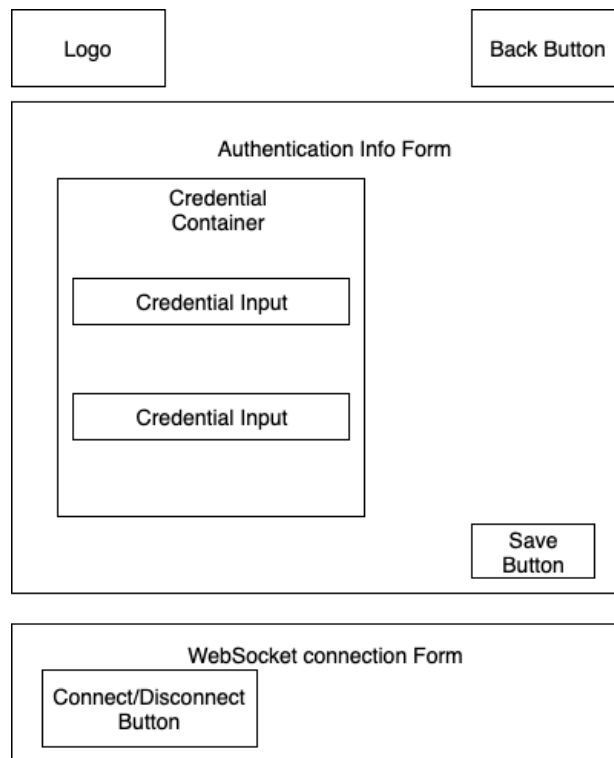 Logo
Back Button
Authentication Info Form
Credential
Container
Credential Input
Credential Input
Save
Button
WebSocket connection Form
Connect/Disconnect
Button